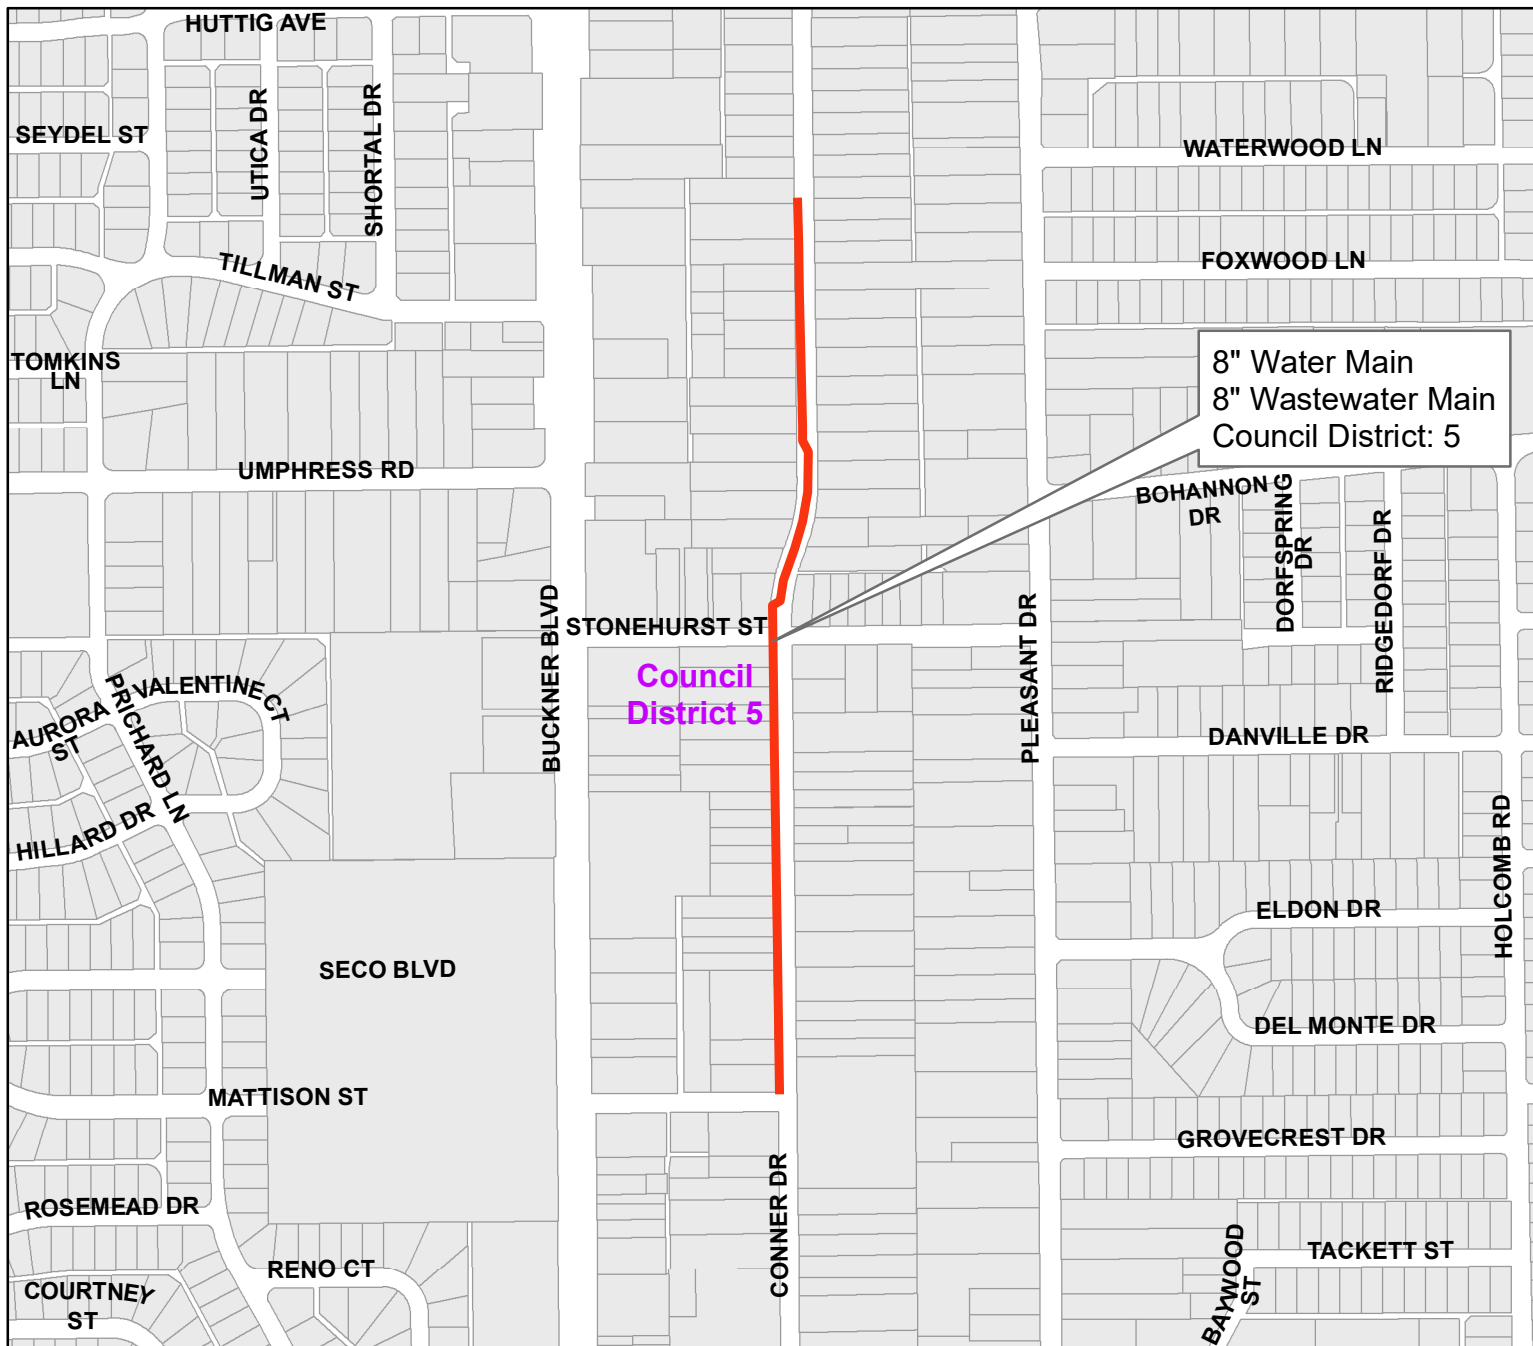 HUTTIG AVE
SEYDEL ST
UTICA DR
SHORTAL DR
WATERWOOD LN
TILLMAN ST
FOXWOOD LN
TOMKINS
LN
8" Water Main
8" Wastewater Main
Council District: 5
UMPHRESS RD
BOHANNON
DR
DORFSPRING
DR
RIDGEDORF DR
BUCKNER BLVD
STONEHURST ST
PLEASANT DR
Council
District 5
VALENTINE CT
AURORA
ST
PRICHARD LN
DANVILLE DR
HILLARD DR
HOLCOMB RD
ELDON DR
SECO BLVD
DEL MONTE DR
MATTISON ST
GROVECREST DR
CONNER DR
ROSEMEAD DR
RENO CT
TACKETT ST
BAYWOOD
ST
COURTNEY
ST